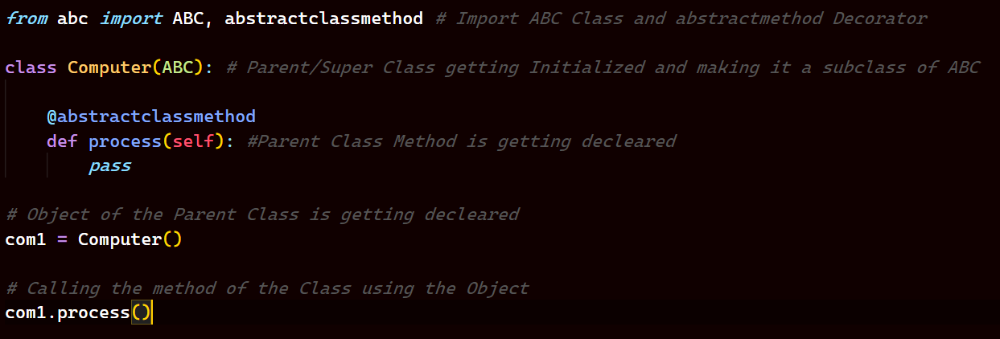 from abc import ABC, abstractclassmethod # Import ABC Class and abstractmethod Decorator
class Computer(ABC): # Parent/Super Class getting Initialized and making it a subclass of ABC
@abstractclassmethod
def process(self): #Parent Class Method is getting decleared
pass
# Object of the Parent Class is getting decleared
com1 = Computer()
# Calling the method of the Class using the Object
com1.process()